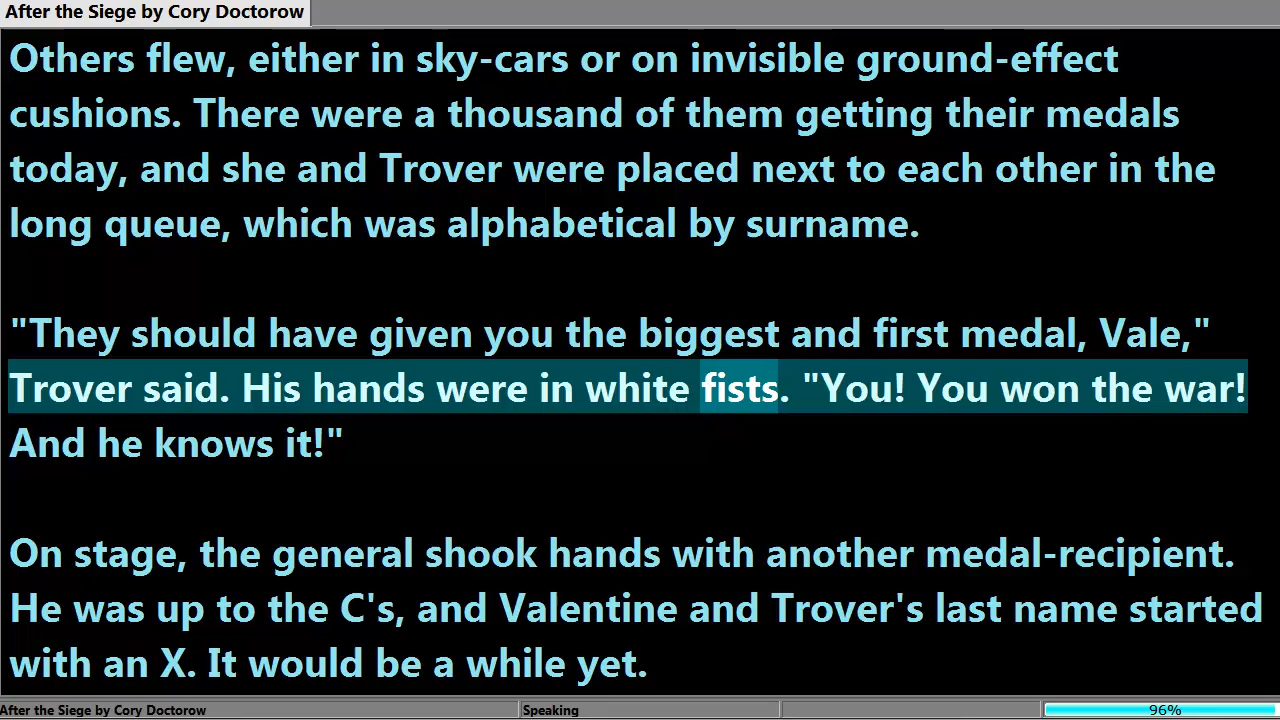 After the Siege by Cory Doctorow
Others flew, either in sky-cars or on invisible ground-effect
cushions. There were a thousand of them getting their medals
today, and she and Trover were placed next to each other in the
long queue, which was alphabetical by surname.
"They should have given you the biggest and first medal, Vale,"
Trover said. His hands were in white fists. "You! You won the war!
And he knows it!"
On stage, the general shook hands with another medal-recipient.
He was up to the C's, and Valentine and Trover's last name started
with an X. It would be a while yet.
After the Siege by Cory Doctorow
Speaking
96%